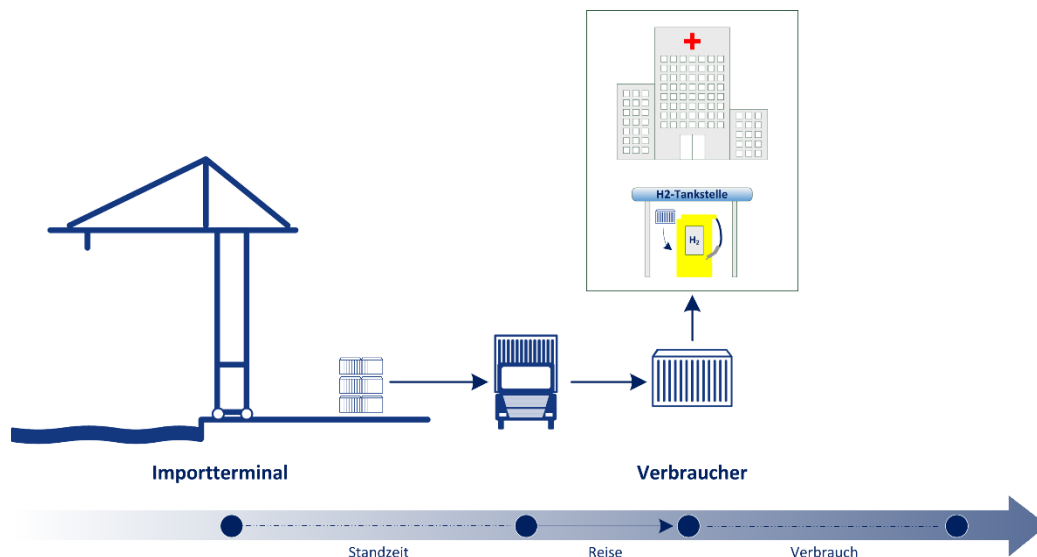 H2-Tankstelle
H₂
Importterminal
Verbraucher
Standzeit
Reise
Verbrauch